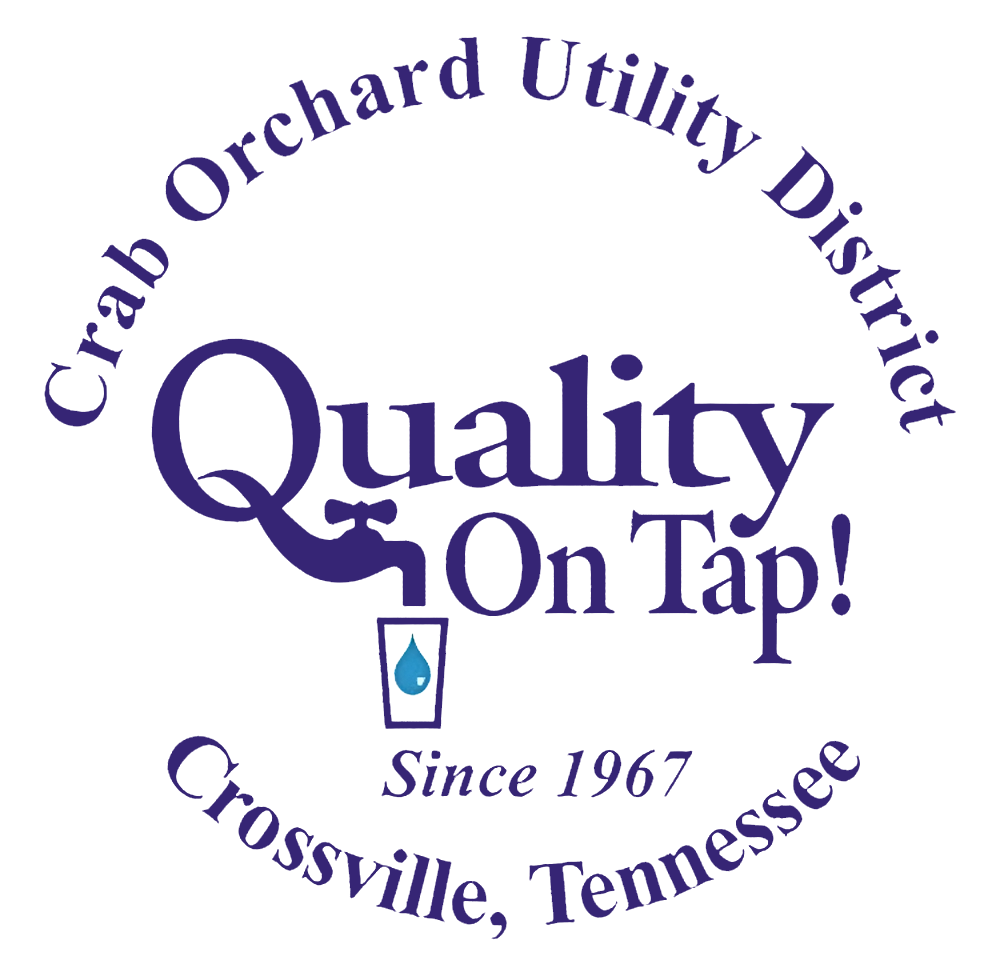 Crab Orchard Utility District
Quality
On Tap!
Since 1967
Crossville, Tennessee